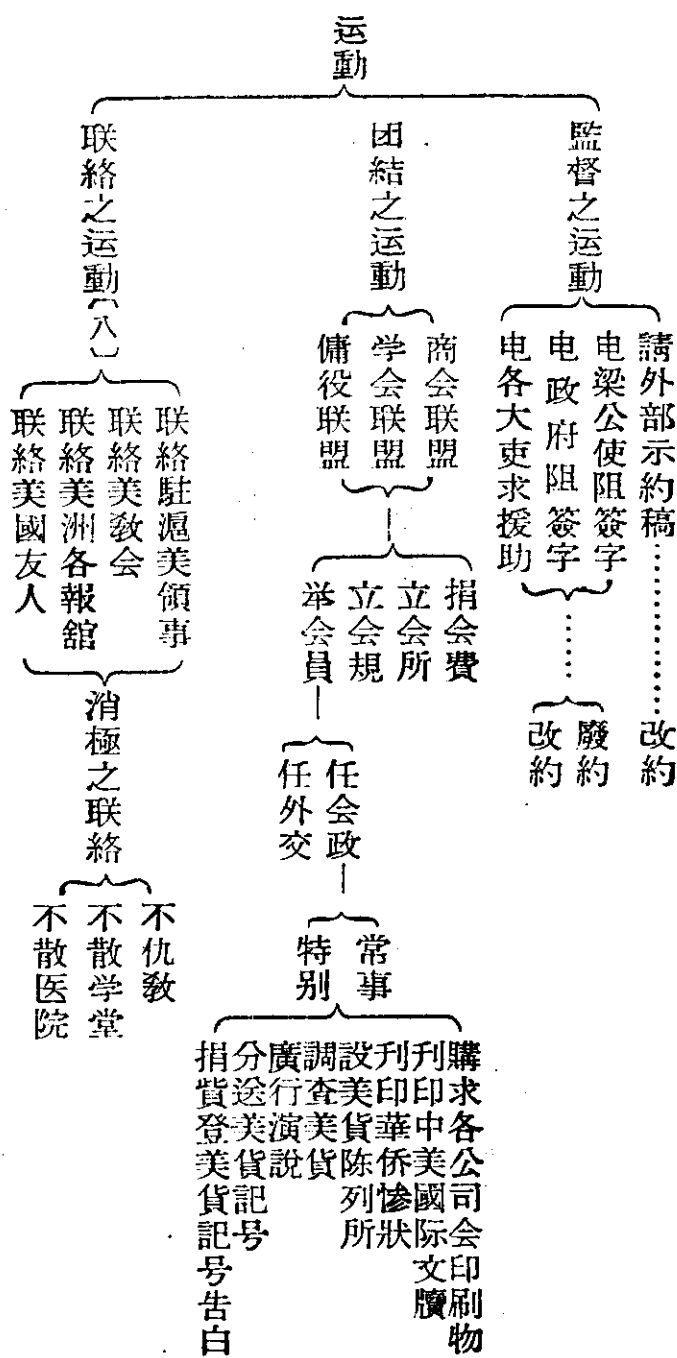 运動
監督之运動
請外部示約稿…………改約
电梁公使阻簽字
电政府阻簽字
电各大吏求援助
……
廢約
改約
团結之运動
商会联盟
学会联盟
傭役联盟
捐会費
立会所
立会規
举会員
任会政
任外交
常事
特别
購求各公司会印刷物
刊印中美國际文牘
刊印華侨惨狀
設美貨陈列所
調查美貨
廣行演説
分送美貨記号
捐貲登美貨記号告白
联絡之运動〔八〕
联絡駐滬美領事
联絡美教会
联絡美洲各報舘
联絡美國友人
消極之联絡
不仇教
不散学堂
不散医院